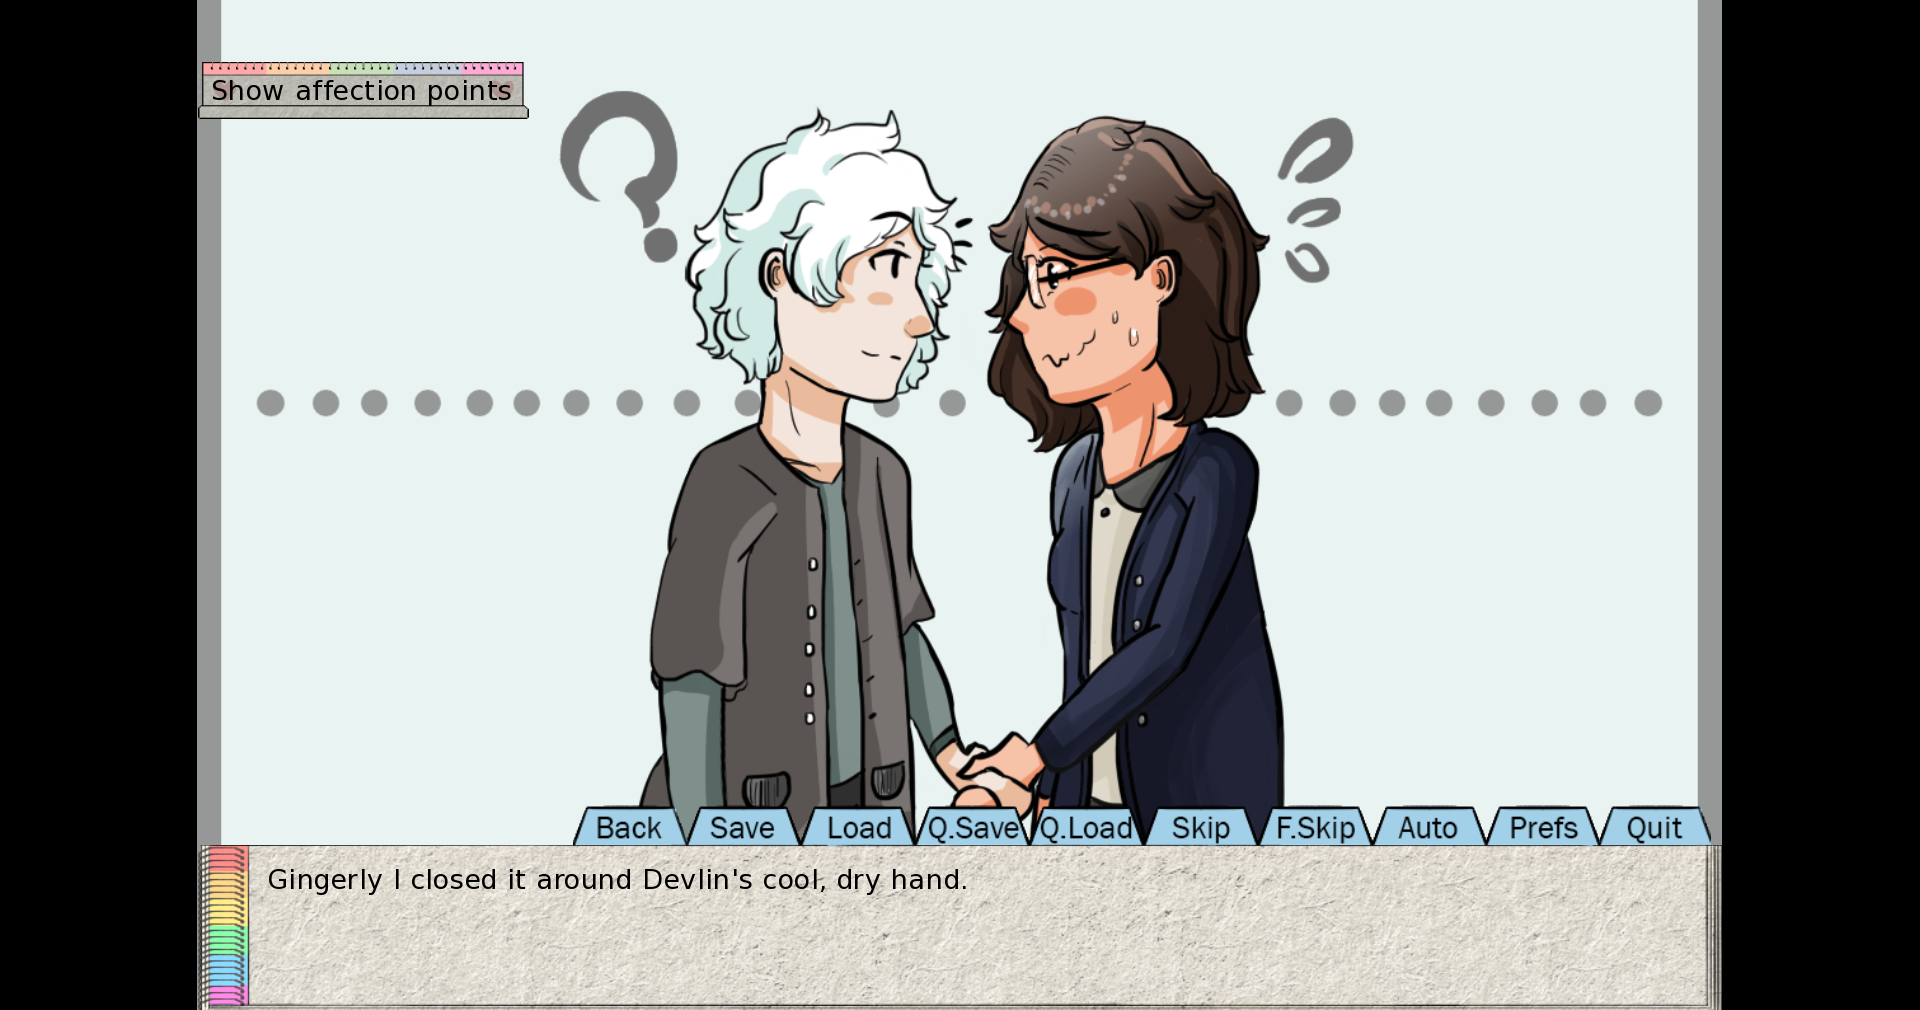 Show affection points
Back Save Load Q.Save Q.Load Skip F.Skip Auto Prefs Quit
Gingerly I closed it around Devlin's cool, dry hand.